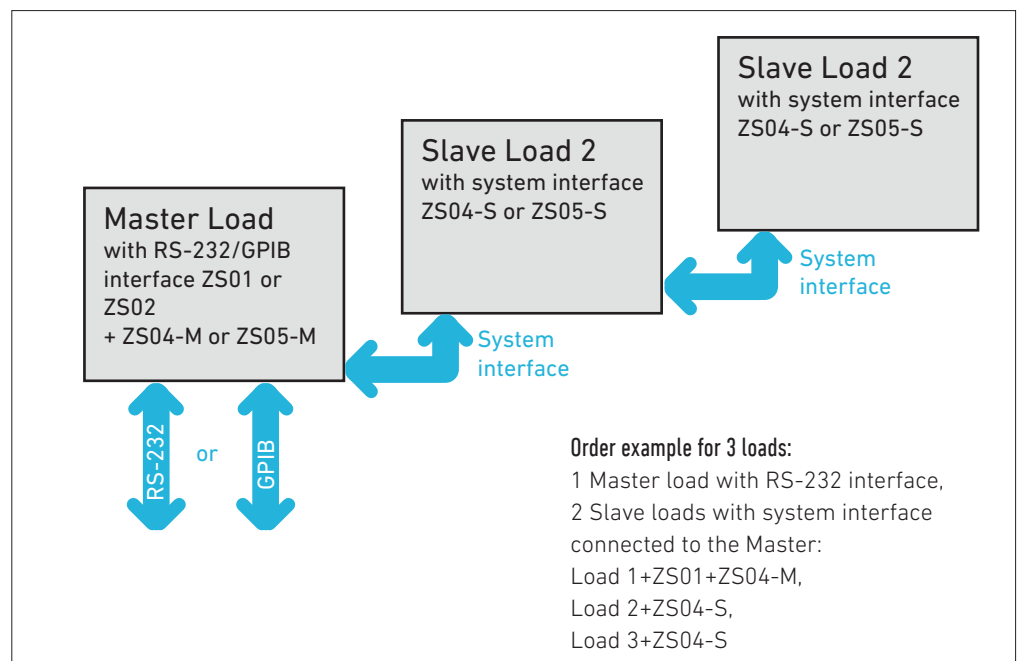 Slave Load 2
with system interface
ZS04-S or ZS05-S
Slave Load 2
with system interface
ZS04-S or ZS05-S
Master Load
with RS-232/GPIB
interface ZS01 or
ZS02
+ ZS04-M or ZS05-M
System
interface
System
interface
RS-232
or
GPIB
Order example for 3 loads:
1 Master load with RS-232 interface,
2 Slave loads with system interface
connected to the Master:
Load 1+ZS01+ZS04-M,
Load 2+ZS04-S,
Load 3+ZS04-S